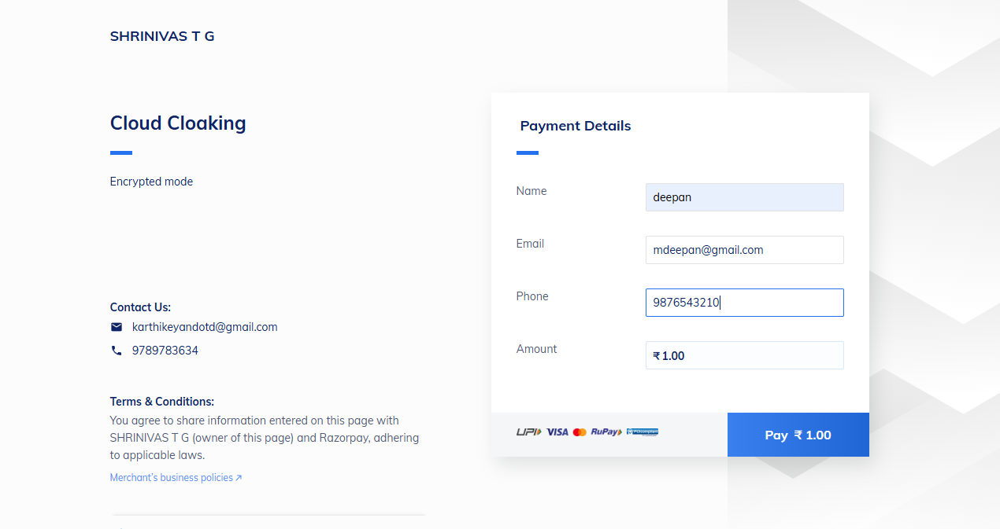 SHRINIVAS T G
Cloud Cloaking
Encrypted mode
Contact Us:
karthikeyandotd@gmail.com
9789783634
Terms & Conditions:
You agree to share information entered on this page with
SHRINIVAS T G (owner of this page) and Razorpay, adhering
to applicable laws.
Merchant's business policies
Payment Details
Name
deepan
Email
mdeepan@gmail.com
Phone
9876543210
Amount
₹ 1.00
UPI VISA RuPay
Pay ₹ 1.00